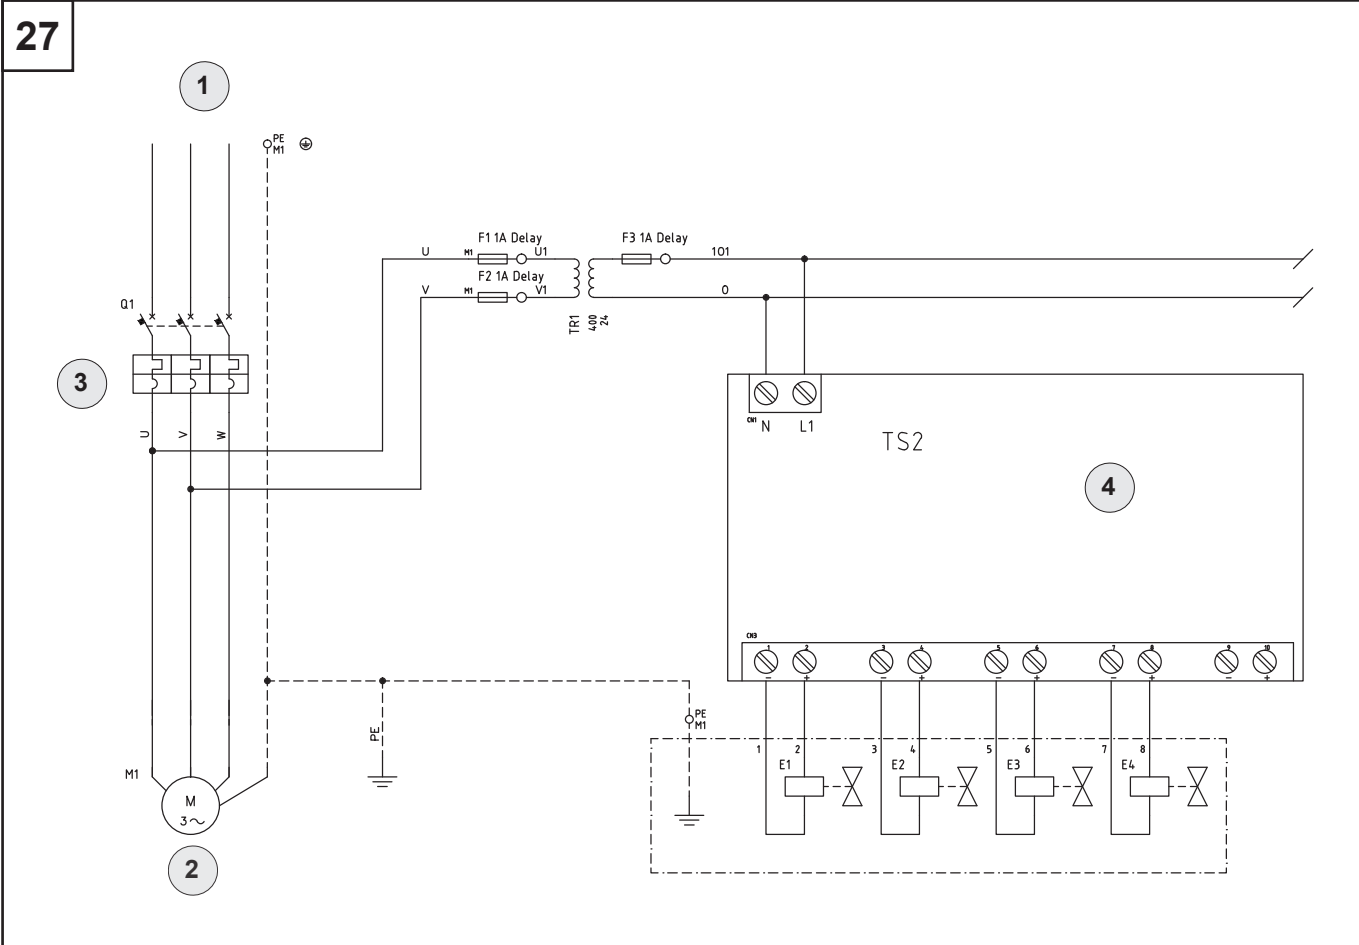 27
1
PE
M1
F1 1A Delay
F3 1A Delay
U
M1
U1
101
F2 1A Delay
V
M1
V1
0
Q1
TR1
400
24
3
CN1
N
L1
U
V
W
TS2
4
CN3
1
2
3
4
5
6
7
8
9
10
-
+
-
+
-
+
-
+
-
+
PE
M1
PE
1
2
3
4
5
6
7
8
E1
E2
E3
E4
M1
M
3~
2